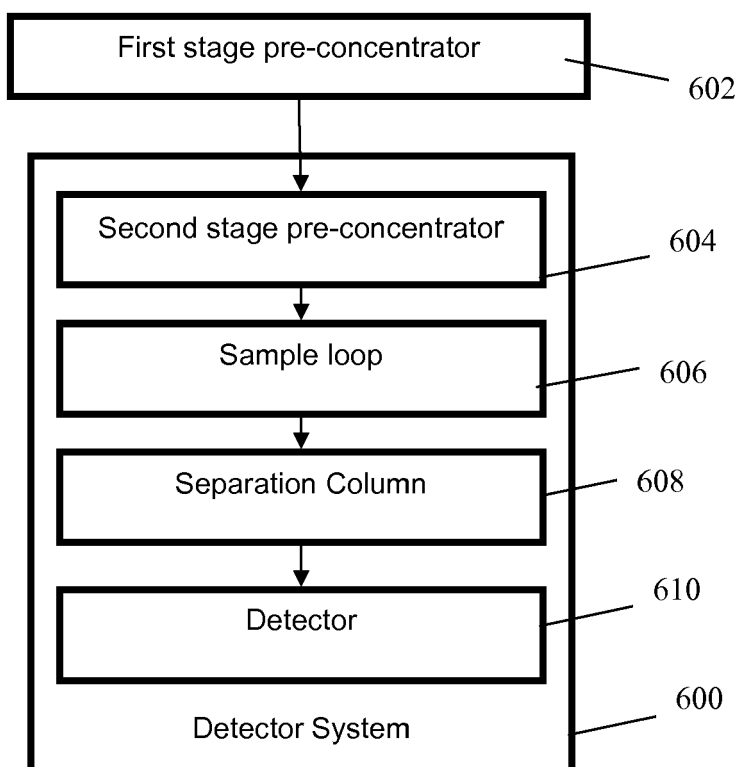 First stage pre-concentrator
602
Second stage pre-concentrator
604
Sample loop
606
Separation Column
608
Detector
610
Detector System
600